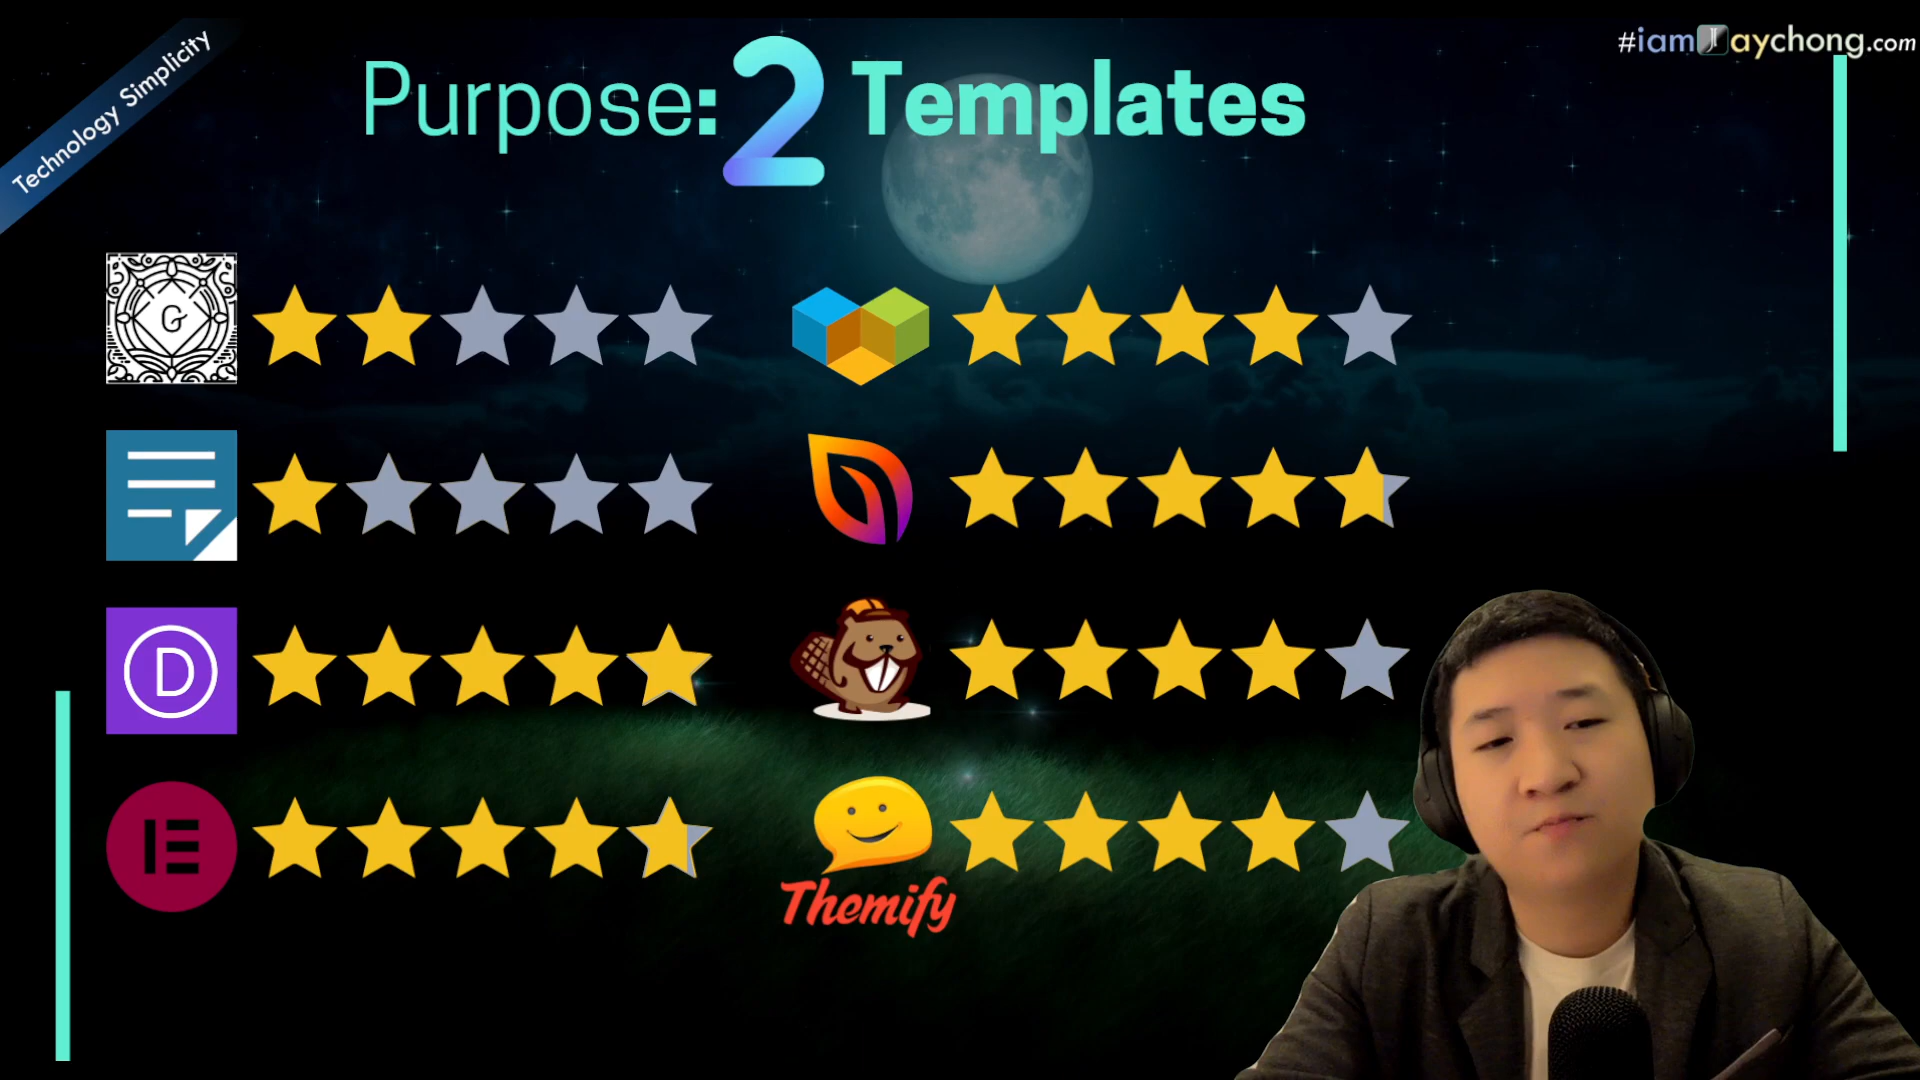 Technology Simplicity
Purpose: 2 Templates
#iamJaychong.com
G
D
Themify